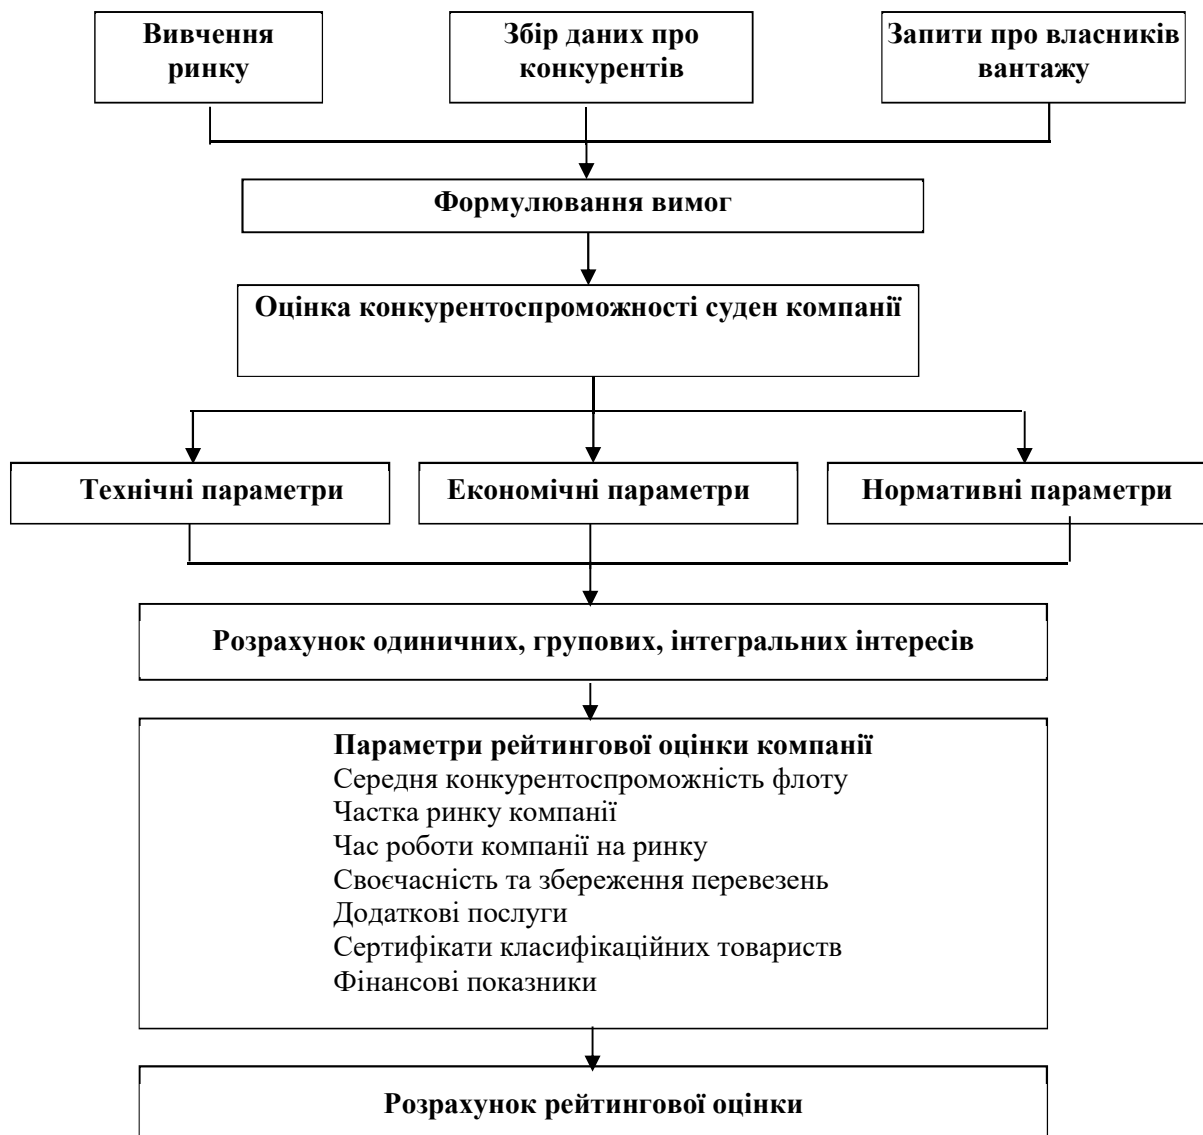 Вивчення
ринку
Збір даних про
конкурентів
Запити про власників
вантажу
Формулювання вимог
Оцінка конкурентоспроможності суден компанії
Технічні параметри
Економічні параметри
Нормативні параметри
Розрахунок одиничних, групових, інтегральних інтересів
Параметри рейтингової оцінки компанії
Середня конкурентоспроможність флоту
Частка ринку компанії
Час роботи компанії на ринку
Своєчасність та збереження перевезень
Додаткові послуги
Сертифікати класифікаційних товариств
Фінансові показники
Розрахунок рейтингової оцінки